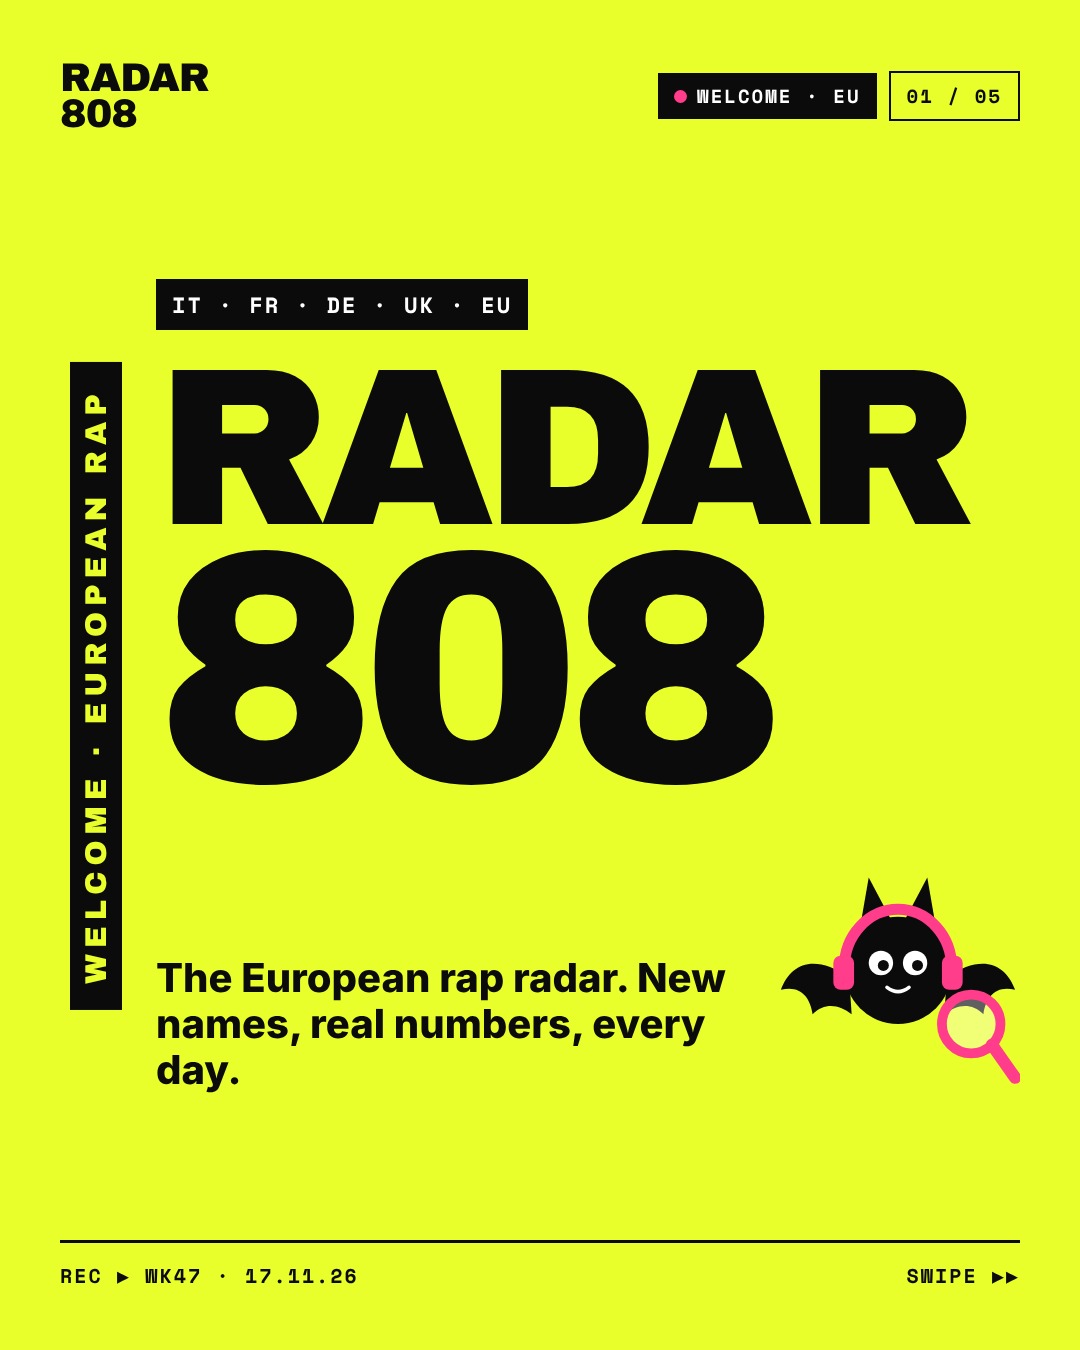 RADAR
808
WELCOME · EU
01 / 05
IT · FR · DE · UK · EU
WELCOME · EUROPEAN RAP
RADAR
808
The European rap radar. New
names, real numbers, every
day.
REC ▶ WK47 · 17.11.26
SWIPE ▶▶